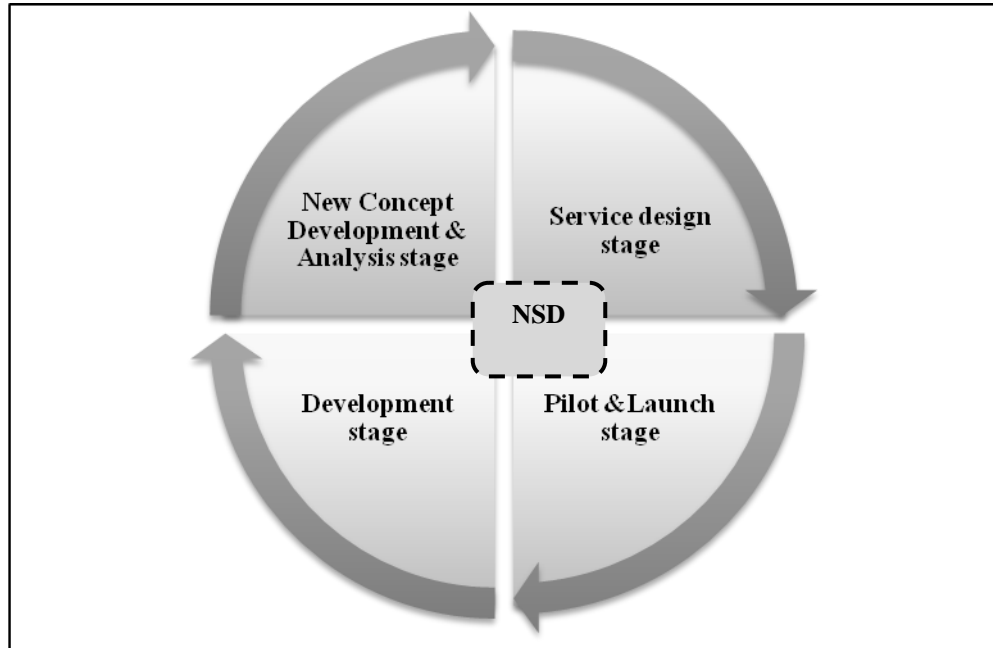 New Concept
Development &
Analysis stage
Service design
stage
NSD
Development
stage
Pilot &Launch
stage